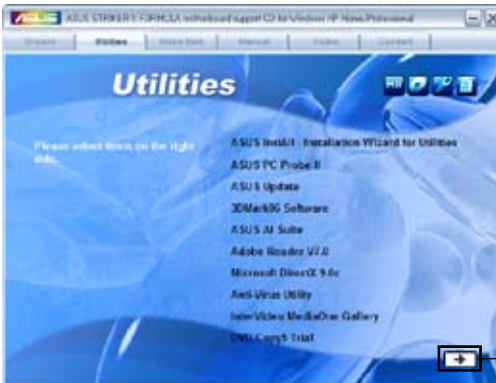 ASUS STRIKER II FORMULA motherboard support CD for Windows XP Home/Professional
Drivers Utilities Make Disk Manual Video Contact
Utilities
Please select items on the right side.
ASUS InstAll - Installation Wizard for Utilities
ASUS PC Probe II
ASUS Update
3DMark06 Software
ASUS AI Suite
Adobe Reader V7.0
Microsoft DirectX 9.0c
Anti-Virus Utility
InterVideo MediaOne Gallery
DVD Copy5 Trial